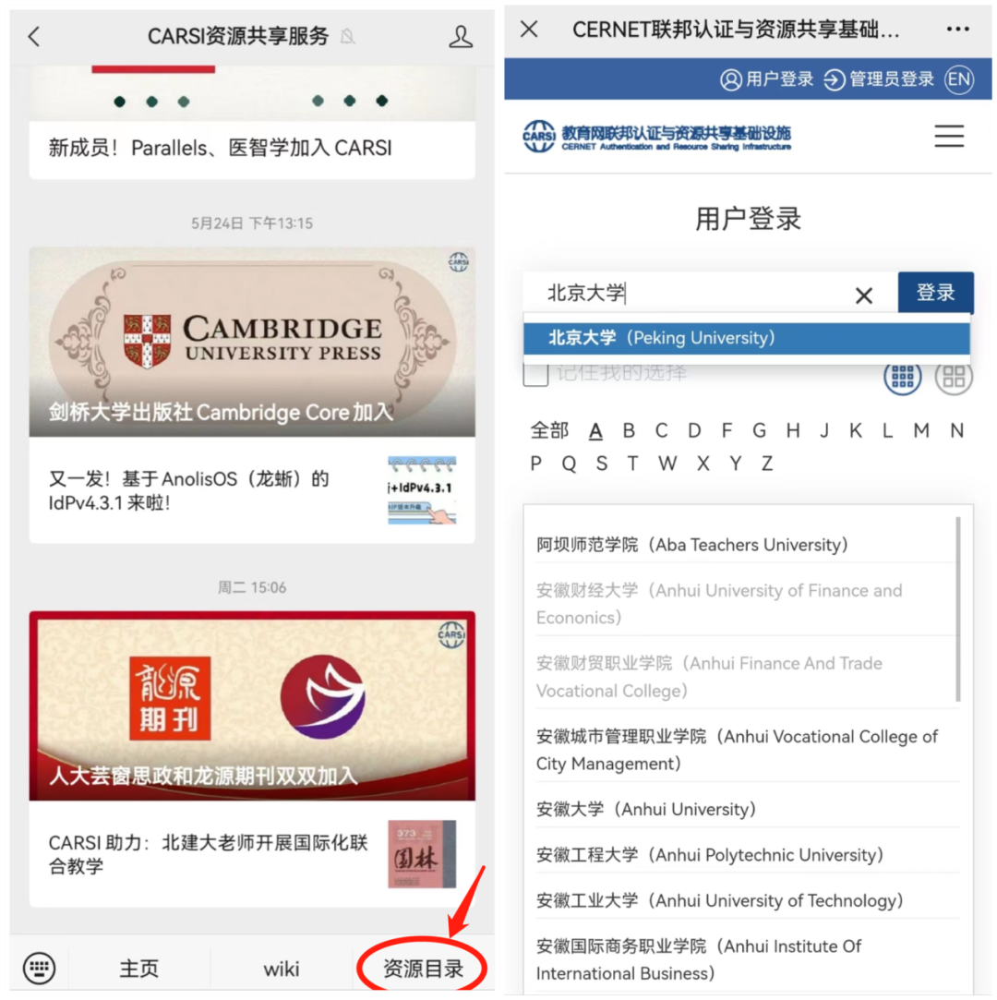 CARSI资源共享服务
新成员！Parallels、医智学加入 CARSI
5月24日 下午13:15
CARSI
CAMBRIDGE
UNIVERSITY PRESS
剑桥大学出版社 Cambridge Core 加入
又一发！基于 AnolisOS（龙蜥）的
IdPv4.3.1 来啦！
i+IdPv4.3.1
周二 15:06
CARSI
龍源
期刊
人大芸窗思政和龙源期刊双双加入
CARSI 助力：北建大老师开展国际化联
合教学
373
园林
主页
wiki
资源目录
CERNET联邦认证与资源共享基础...
用户登录
管理员登录
EN
CARSI
教育网联邦认证与资源共享基础设施
CERNET Authentication and Resource Sharing Infrastructure
用户登录
北京大学
登录
北京大学（Peking University）
记住我的选择
全部 A B C D F G H J K L M N
P Q S T W X Y Z
阿坝师范学院（Aba Teachers University）
安徽财经大学（Anhui University of Finance and
Econonics）
安徽财贸职业学院（Anhui Finance And Trade
Vocational College）
安徽城市管理职业学院（Anhui Vocational College of
City Management）
安徽大学（Anhui University）
安徽工程大学（Anhui Polytechnic University）
安徽工业大学（Anhui University of Technology）
安徽国际商务职业学院（Anhui Institute Of
International Business）